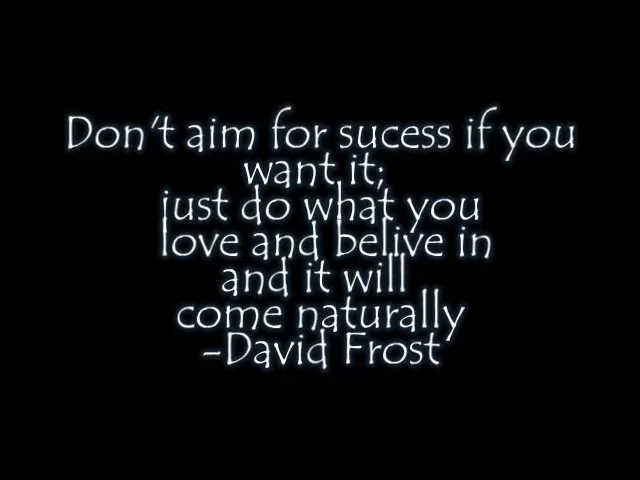 Don't aim for sucess if you
want it;
just do what you
love and belive in
and it will
come naturally
-David Frost